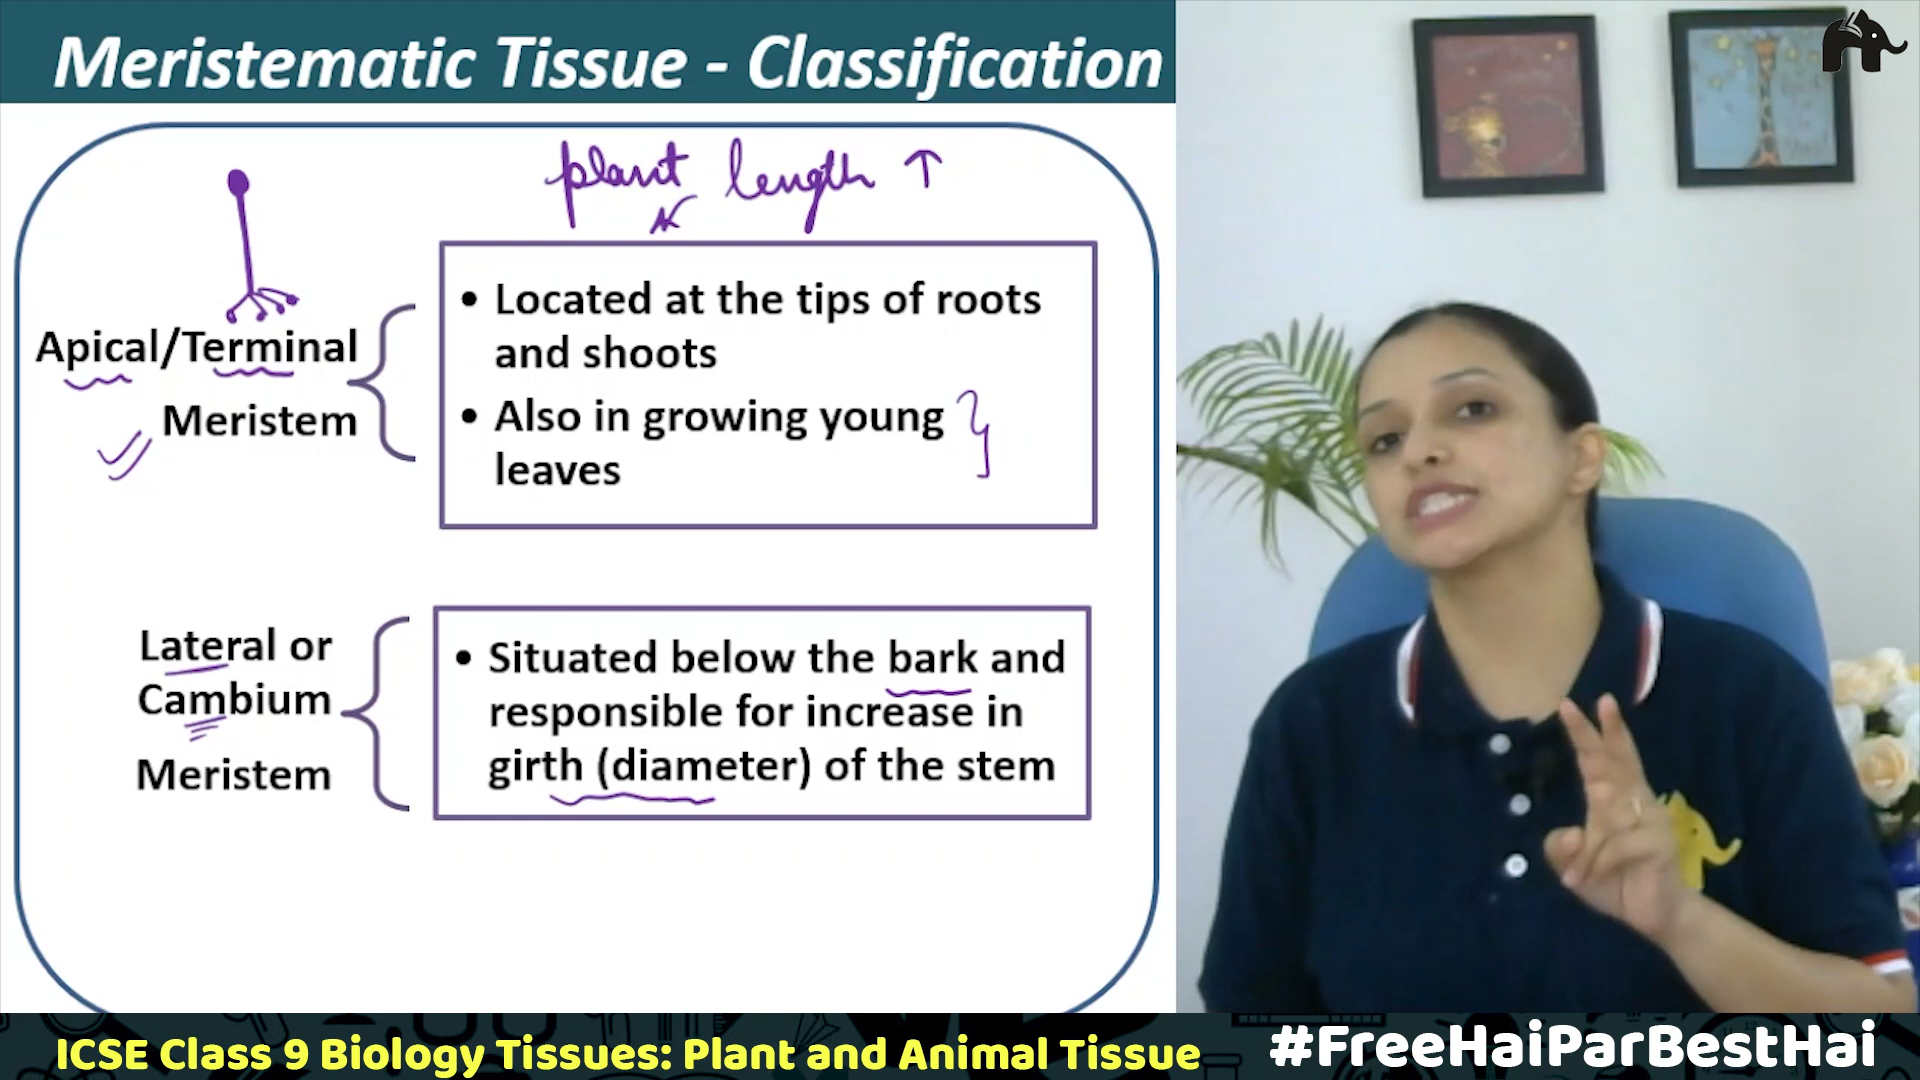 Meristematic Tissue - Classification
plant length ↑
• Located at the tips of roots
and shoots
• Also in growing young
leaves
Apical/Terminal
Meristem
Lateral or
Cambium
Meristem
• Situated below the bark and
responsible for increase in
girth (diameter) of the stem
ICSE Class 9 Biology Tissues: Plant and Animal Tissue
#FreeHaiParBestHai